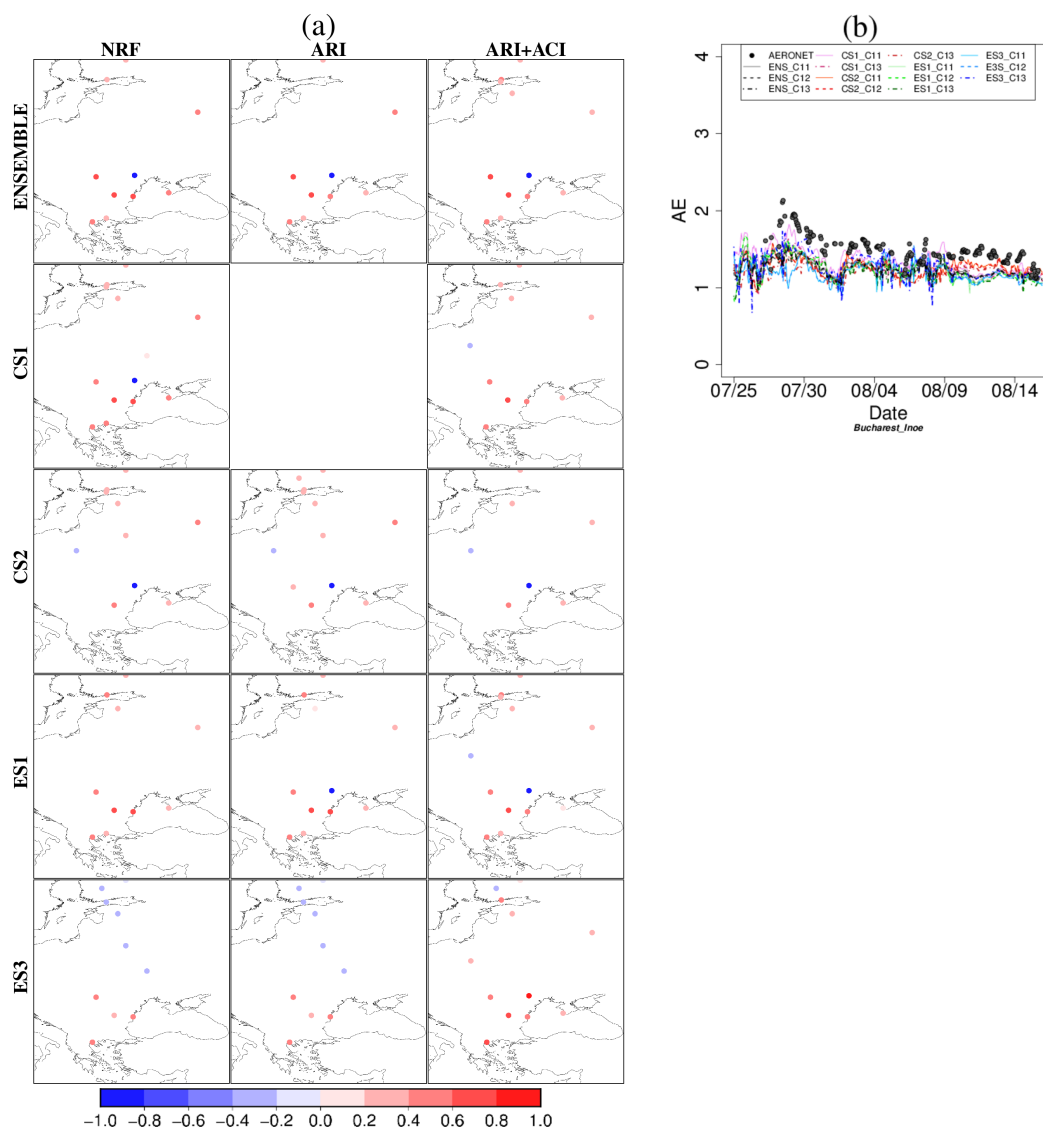 (a)
NRF ARI ARI+ACI
ENSEMBLE
CS1
CS2
ES1
ES3
−1.0 −0.8 −0.6 −0.4 −0.2 0.0 0.2 0.4 0.6 0.8 1.0
(b)
AERONET CS1_C11 CS2_C13 ES3_C11
ENS_C11 CS1_C13 ES1_C11 E3S_C12
ENS_C12 CS2_C11 ES1_C12 ES3_C13
ENS_C13 CS2_C12 ES1_C13
4
3
2
1
0
AE
07/25 07/30 08/04 08/09 08/14
Date
Bucharest_Inoe